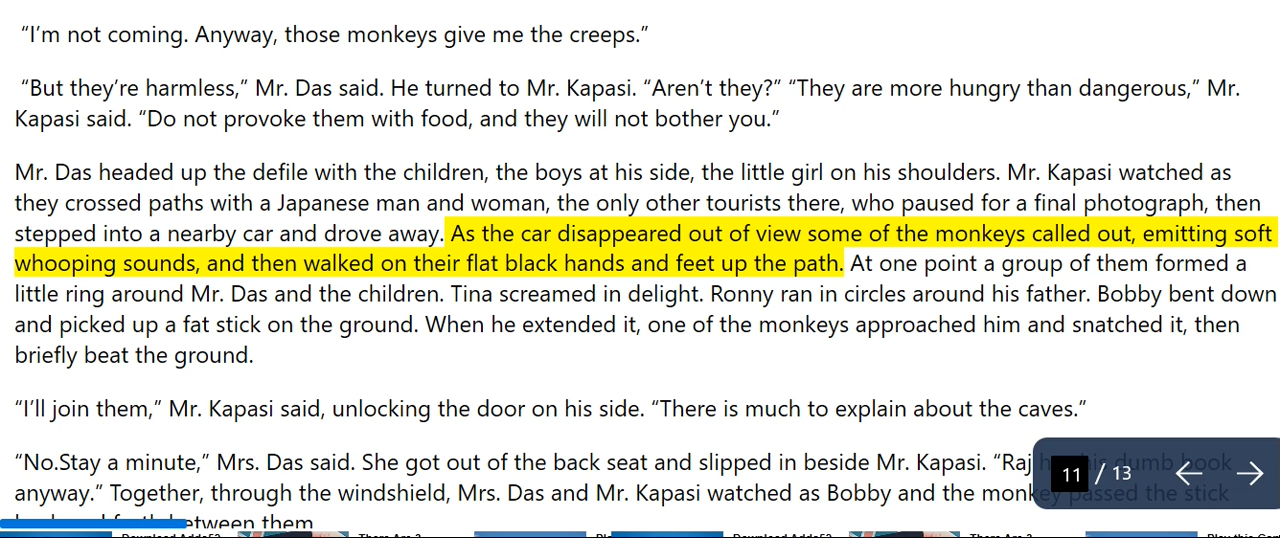 “I’m not coming. Anyway, those monkeys give me the creeps.”
“But they’re harmless,” Mr. Das said. He turned to Mr. Kapasi. “Aren’t they?” “They are more hungry than dangerous,” Mr.
Kapasi said. “Do not provoke them with food, and they will not bother you.”
Mr. Das headed up the defile with the children, the boys at his side, the little girl on his shoulders. Mr. Kapasi watched as
they crossed paths with a Japanese man and woman, the only other tourists there, who paused for a final photograph, then
stepped into a nearby car and drove away. As the car disappeared out of view some of the monkeys called out, emitting soft
whooping sounds, and then walked on their flat black hands and feet up the path. At one point a group of them formed a
little ring around Mr. Das and the children. Tina screamed in delight. Ronny ran in circles around his father. Bobby bent down
and picked up a fat stick on the ground. When he extended it, one of the monkeys approached him and snatched it, then
briefly beat the ground.
“I’ll join them,” Mr. Kapasi said, unlocking the door on his side. “There is much to explain about the caves.”
“No.Stay a minute,” Mrs. Das said. She got out of the back seat and slipped in beside Mr. Kapasi. “Raj has his dumb book
anyway.” Together, through the windshield, Mrs. Das and Mr. Kapasi watched as Bobby and the monkey passed the stick
between them
11 / 13